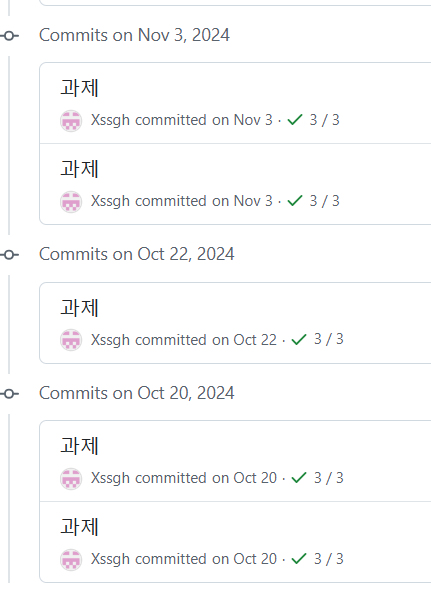 Commits on Nov 3, 2024
과제
Xssgh committed on Nov 3 · 3 / 3
과제
Xssgh committed on Nov 3 · 3 / 3
Commits on Oct 22, 2024
과제
Xssgh committed on Oct 22 · 3 / 3
Commits on Oct 20, 2024
과제
Xssgh committed on Oct 20 · 3 / 3
과제
Xssgh committed on Oct 20 · 3 / 3